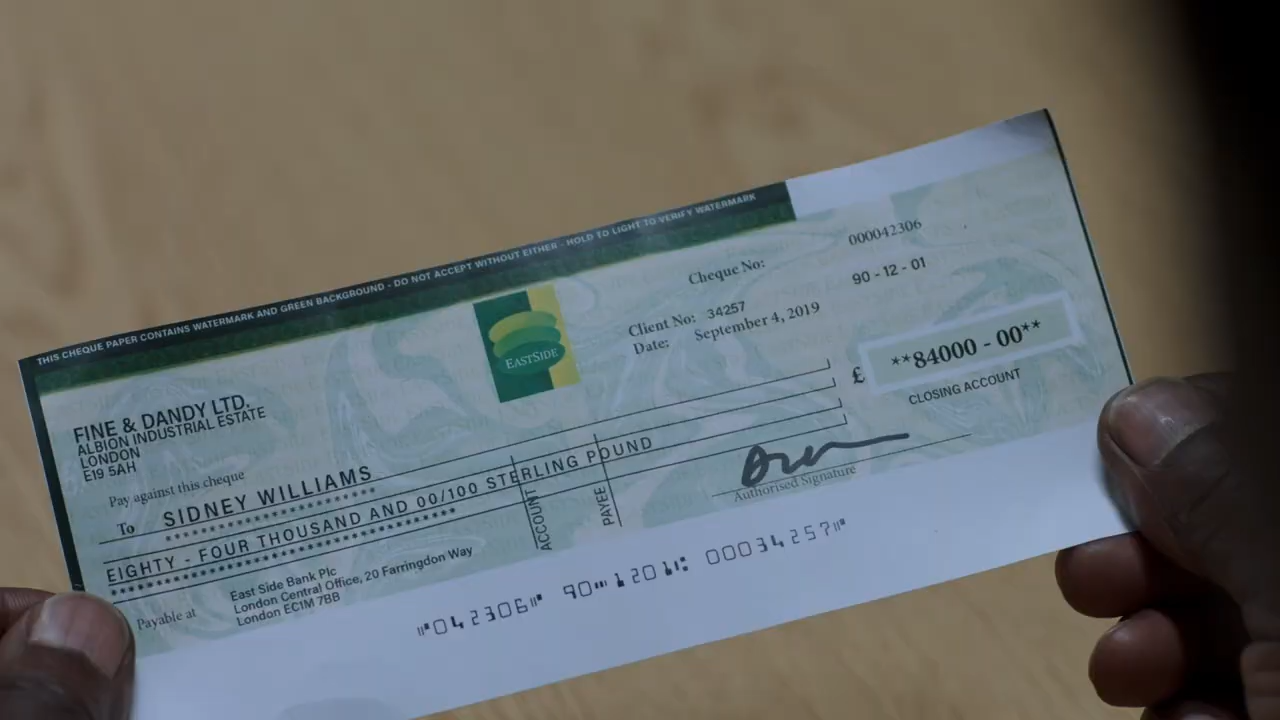 THIS CHEQUE PAPER CONTAINS WATERMARK AND GREEN BACKGROUND - DO NOT ACCEPT WITHOUT EITHER - HOLD TO LIGHT TO VERIFY WATERMARK
FINE & DANDY LTD.
ALBION INDUSTRIAL ESTATE
LONDON
E19 5AH
EASTSIDE
Cheque No: 000042306
90 - 12 - 01
Client No: 34257
Date: September 4, 2019
£ **84000 - 00**
CLOSING ACCOUNT
Pay against this cheque
To SIDNEY WILLIAMS
EIGHTY - FOUR THOUSAND AND 00/100 STERLING POUND
ACCOUNT
PAYEE
Authorised Signature
Payable at
East Side Bank Plc
London Central Office, 20 Farringdon Way
London EC1M 7BB
⑈042306⑈ 90⑉1201⑆ 00034257⑈